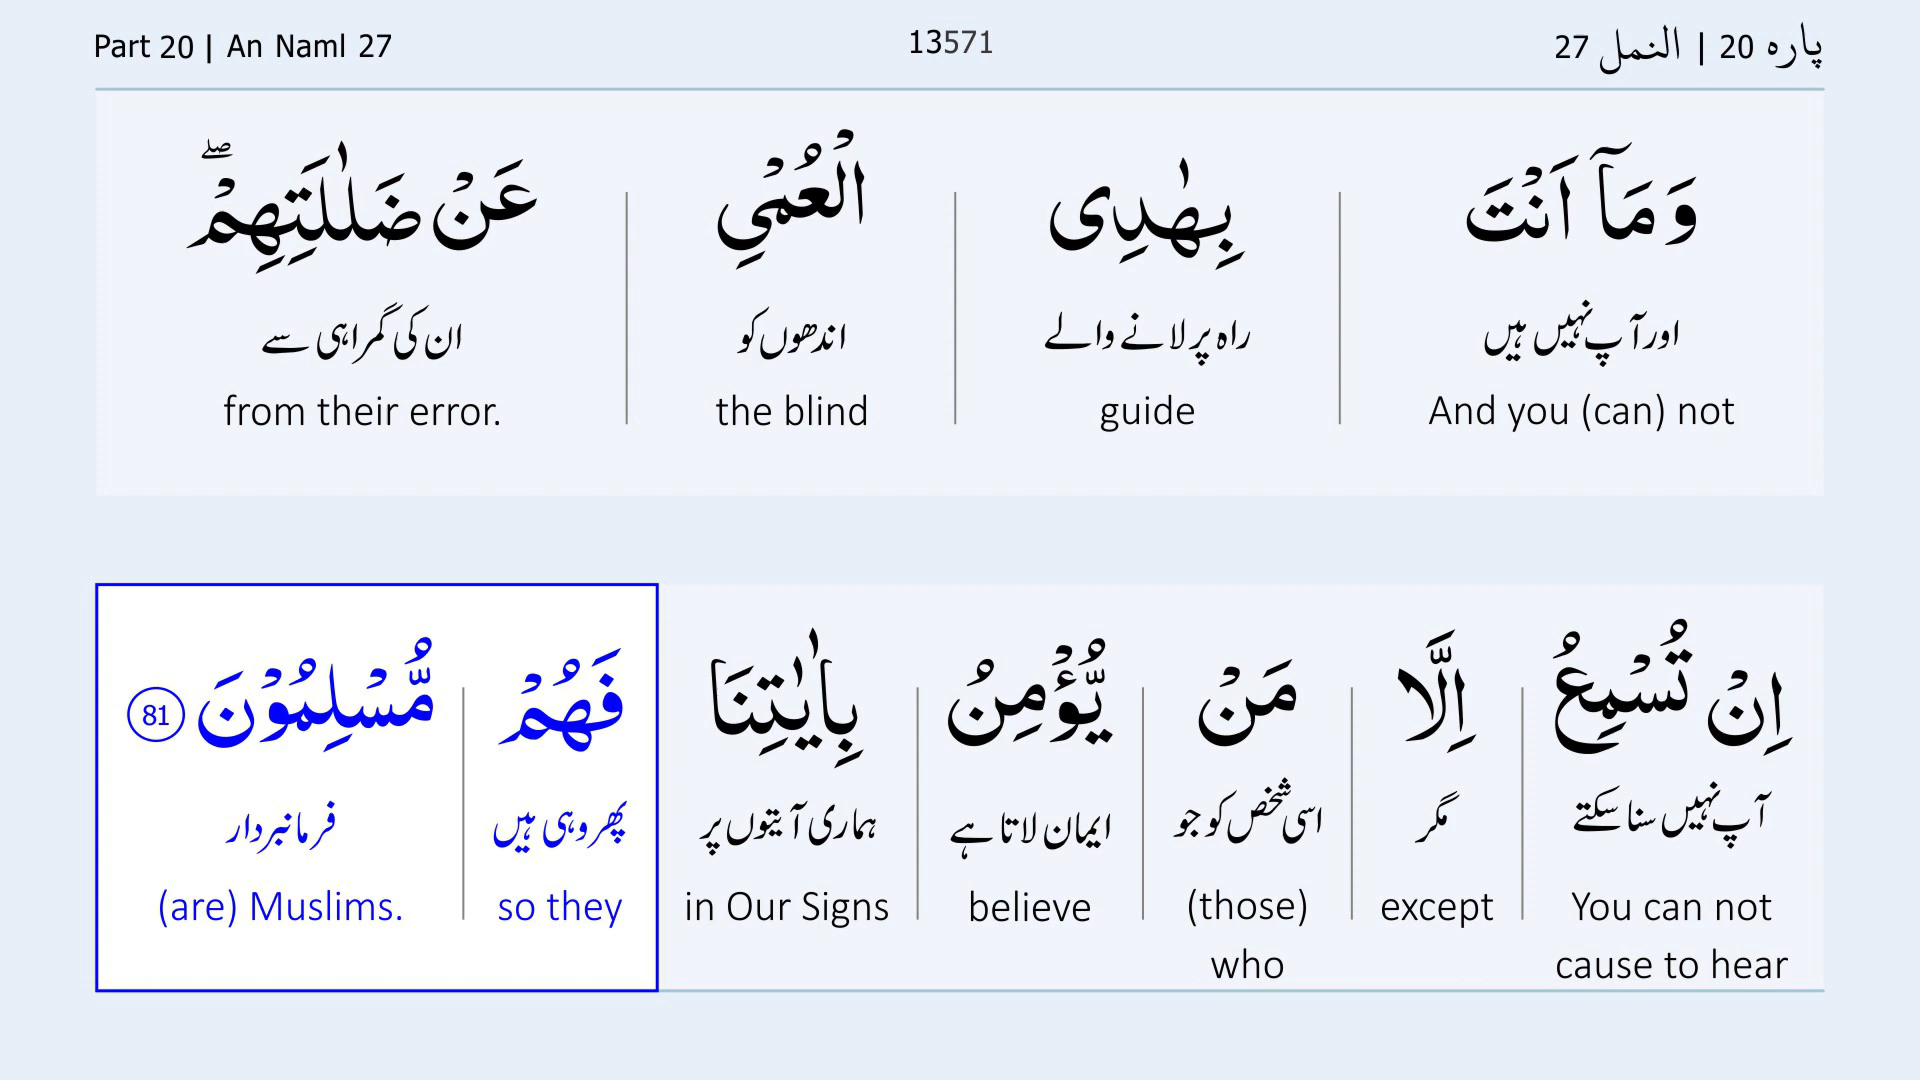 Part 20 | An Naml 27 13571 پارہ 20 | النمل 27
وَمَآ اَنْتَ بِهٰدِی الْعُمْیِ عَنْ ضَلٰلَتِهِمْ ۖ
اور آپ نہیں ہیں راہ پر لانے والے اندھوں کو ان کی گمراہی سے
And you (can) not guide the blind from their error.
اِنْ تُسْمِعُ اِلَّا مَنْ یُّؤْمِنُ بِاٰیٰتِنَا فَهُمْ مُّسْلِمُوْنَ 81
آپ نہیں سنا سکتے مگر اسی شخص کو جو ایمان لاتا ہے ہماری آیتوں پر پھر وہی ہیں فرمانبردار
You can not except (those) believe in Our Signs so they (are) Muslims.
cause to hear who